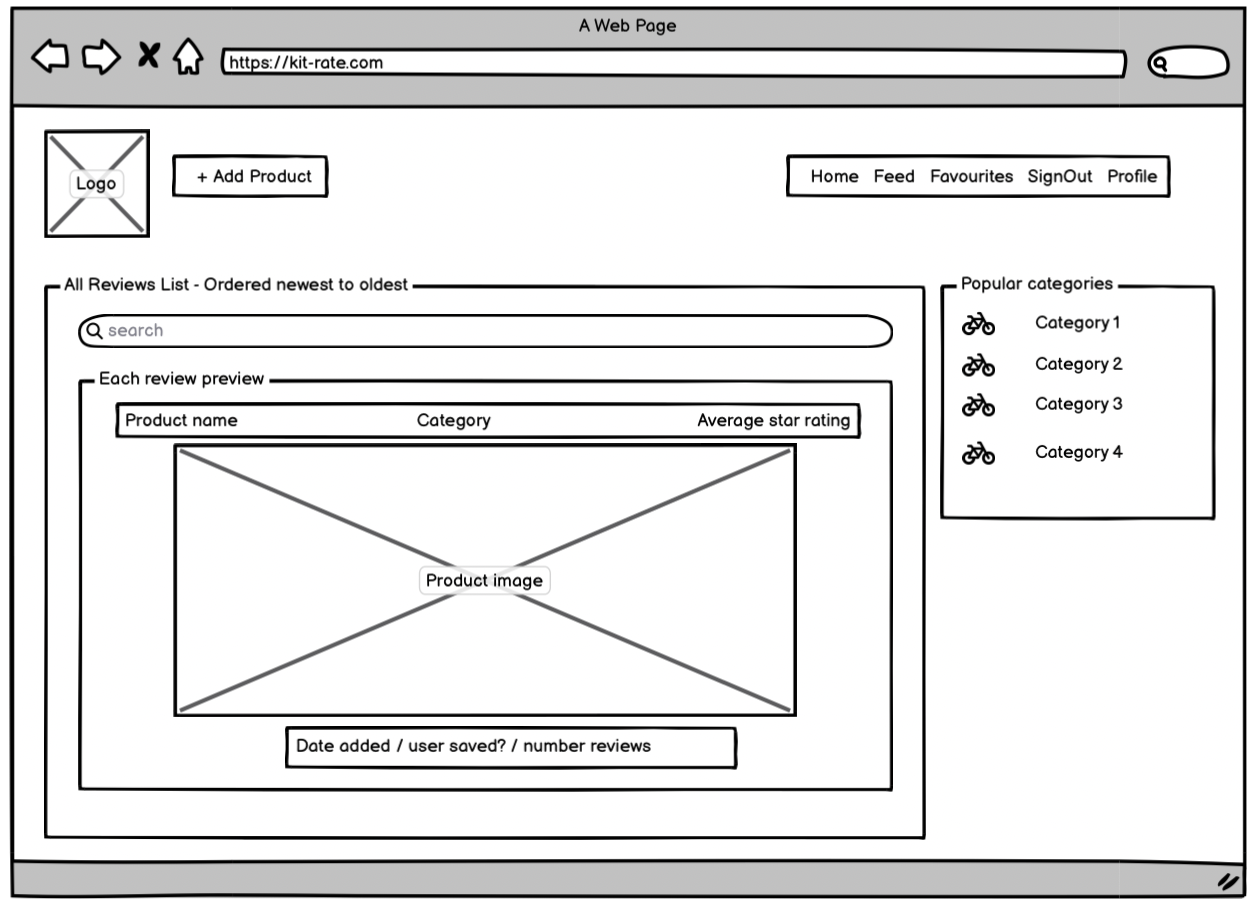 A Web Page
https://kit-rate.com
Logo
+ Add Product
Home Feed Favourites SignOut Profile
All Reviews List - Ordered newest to oldest
search
Each review preview
Product name Category Average star rating
Product image
Date added / user saved? / number reviews
Popular categories
Category 1
Category 2
Category 3
Category 4